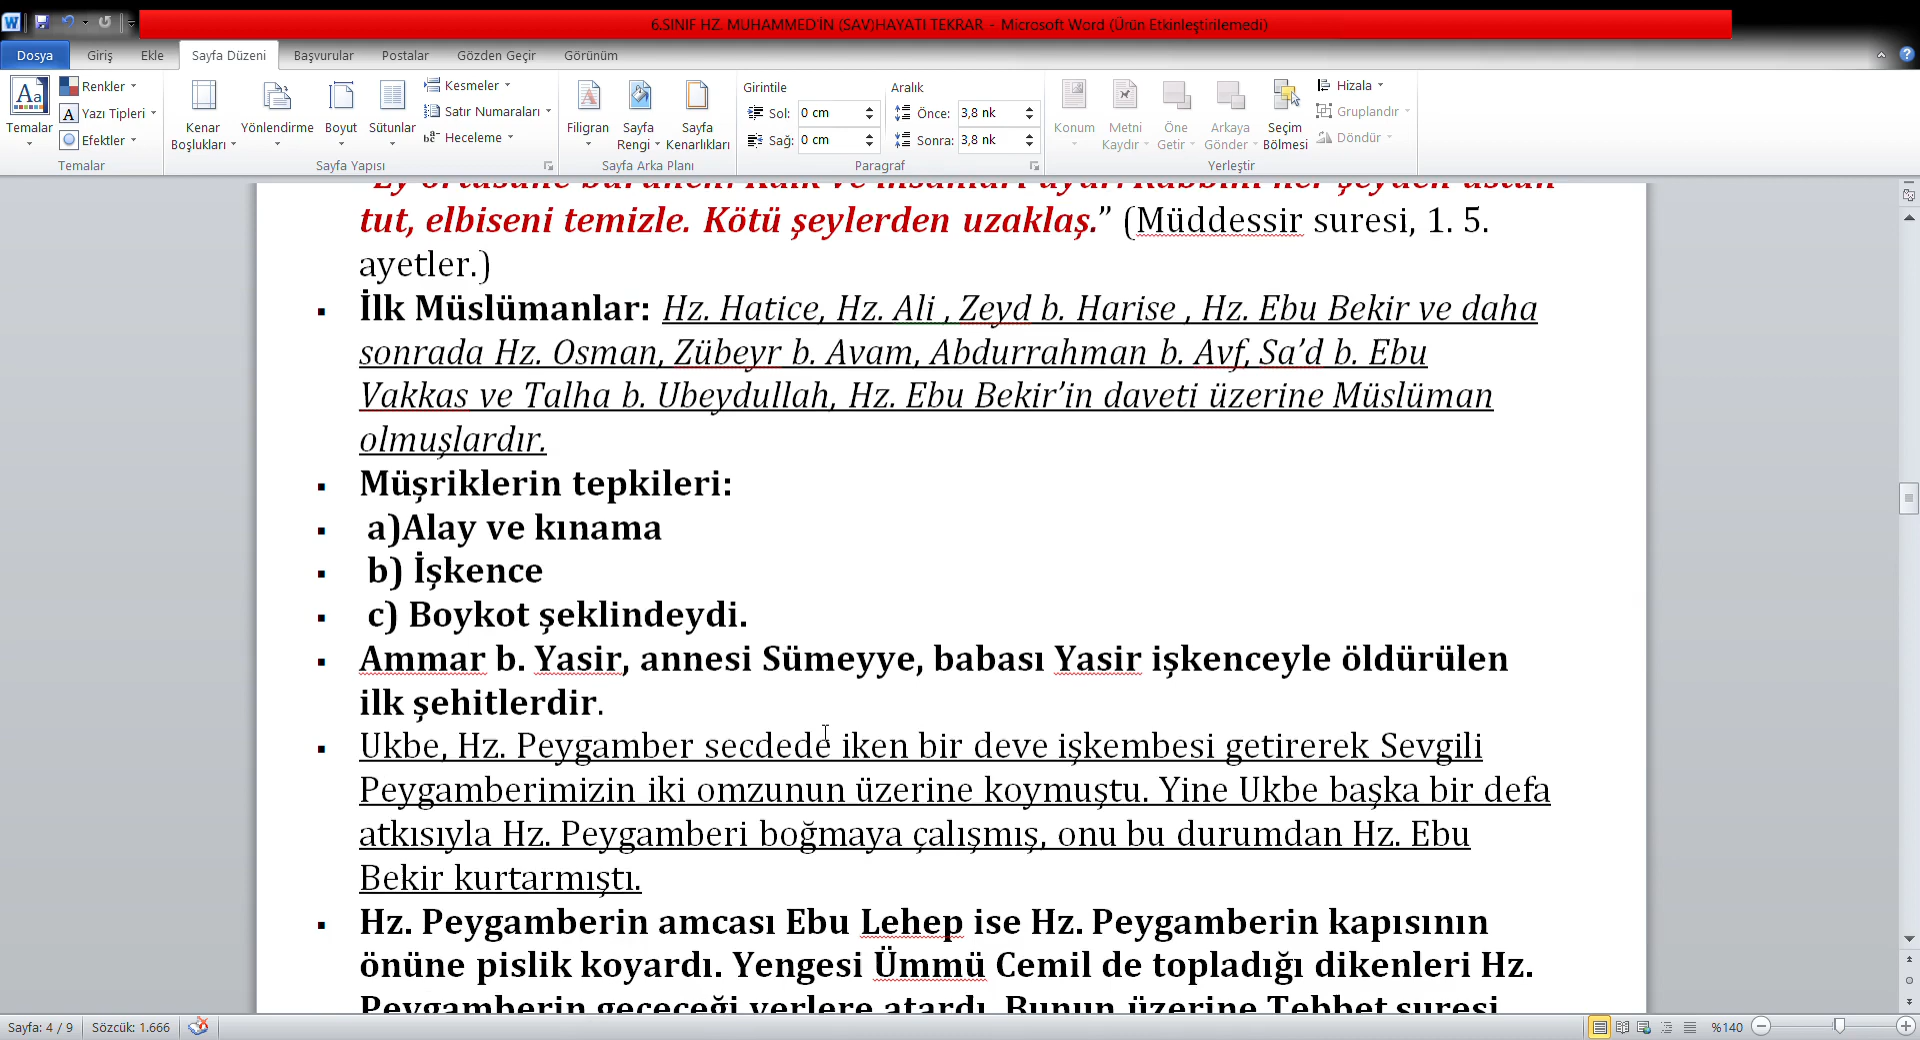 6.SINIF HZ. MUHAMMED'İN (SAV)HAYATI TEKRAR - Microsoft Word (Ürün Etkinleştirilemedi)
Dosya Giriş Ekle Sayfa Düzeni Başvurular Postalar Gözden Geçir Görünüm
Temalar
Renkler
Yazı Tipleri
Efektler
Temalar
Kenar Boşlukları
Yönlendirme
Boyut
Sütunlar
Kesmeler
Satır Numaraları
Heceleme
Sayfa Yapısı
Filigran
Sayfa Rengi
Sayfa Kenarlıkları
Sayfa Arka Planı
Girintile
Sol: 0 cm
Sağ: 0 cm
Aralık
Önce: 3,8 nk
Sonra: 3,8 nk
Paragraf
Konum
Metni Kaydır
Öne Getir
Arkaya Gönder
Seçim Bölmesi
Hizala
Gruplandır
Döndür
Yerleştir
tut, elbiseni temizle. Kötü şeylerden uzaklaş.” (Müddessir suresi, 1. 5.
ayetler.)
▪ İlk Müslümanlar: Hz. Hatice, Hz. Ali , Zeyd b. Harise , Hz. Ebu Bekir ve daha
sonrada Hz. Osman, Zübeyr b. Avam, Abdurrahman b. Avf, Sa’d b. Ebu
Vakkas ve Talha b. Ubeydullah, Hz. Ebu Bekir’in daveti üzerine Müslüman
olmuşlardır.
▪ Müşriklerin tepkileri:
▪ a)Alay ve kınama
▪ b) İşkence
▪ c) Boykot şeklindeydi.
▪ Ammar b. Yasir, annesi Sümeyye, babası Yasir işkenceyle öldürülen
ilk şehitlerdir.
▪ Ukbe, Hz. Peygamber secdede iken bir deve işkembesi getirerek Sevgili
Peygamberimizin iki omzunun üzerine koymuştu. Yine Ukbe başka bir defa
atkısıyla Hz. Peygamberi boğmaya çalışmış, onu bu durumdan Hz. Ebu
Bekir kurtarmıştı.
▪ Hz. Peygamberin amcası Ebu Lehep ise Hz. Peygamberin kapısının
önüne pislik koyardı. Yengesi Ümmü Cemil de topladığı dikenleri Hz.
Peygamberin geçeceği yerlere atardı. Bunun üzerine Tebbet suresi
Sayfa: 4 / 9 Sözcük: 1.666 %140